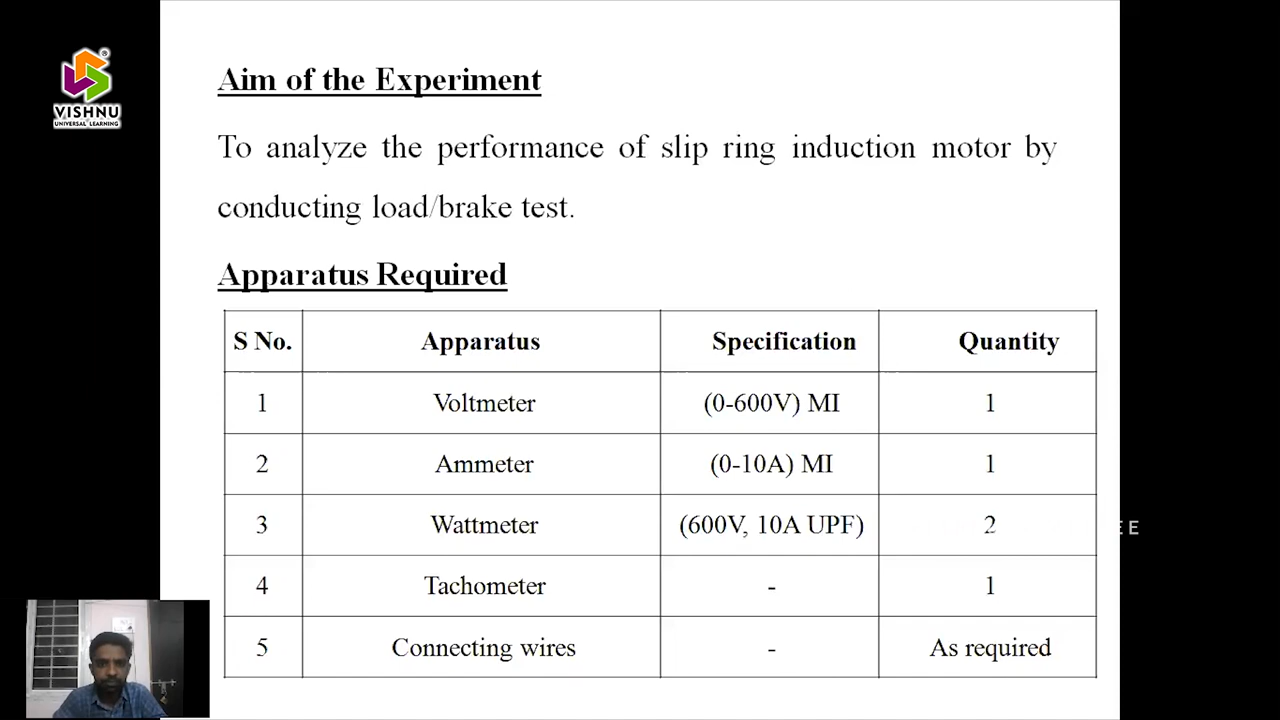 VISHNU
UNIVERSAL LEARNING
Aim of the Experiment
To analyze the performance of slip ring induction motor by
conducting load/brake test.
Apparatus Required
S No. Apparatus Specification Quantity
1 Voltmeter (0-600V) MI 1
2 Ammeter (0-10A) MI 1
3 Wattmeter (600V, 10A UPF) 2
4 Tachometer - 1
5 Connecting wires - As required
EE